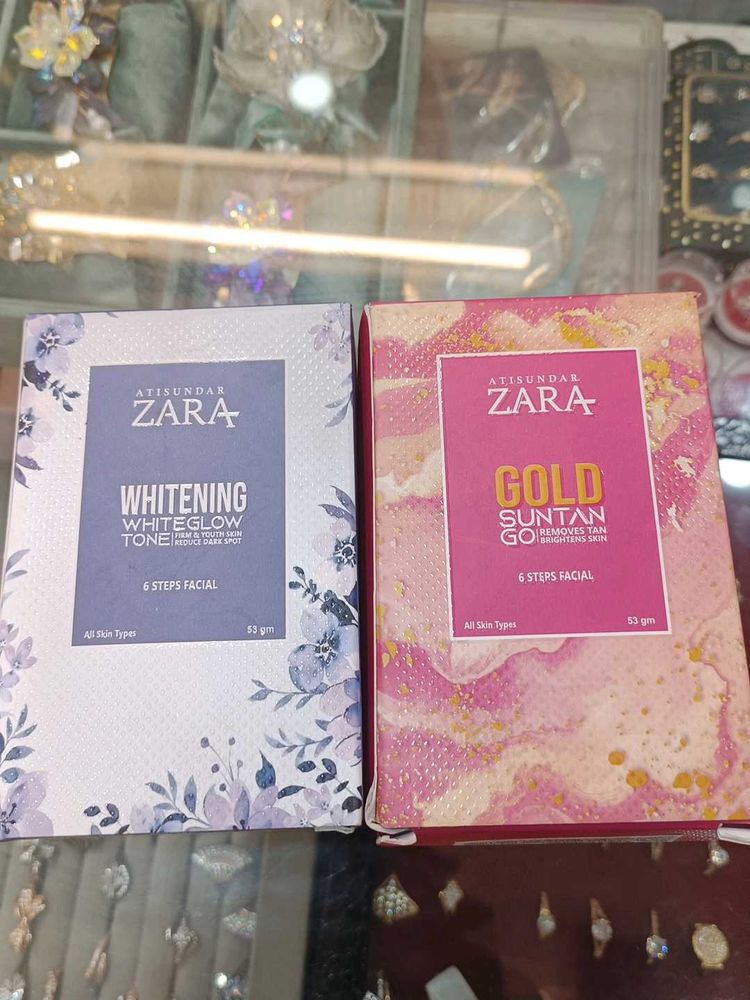 ATISUNDAR
ZARA
WHITENING
WHITEGLOW
TONE FIRM & YOUTH SKIN
REDUCE DARK SPOT
6 STEPS FACIAL
All Skin Types 53 gm
ATISUNDAR
ZARA
GOLD
SUNTAN
GO REMOVES TAN
BRIGHTENS SKIN
6 STEPS FACIAL
All Skin Types 53 gm